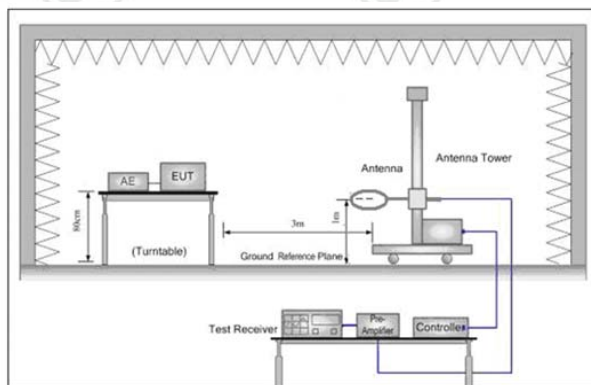 Antenna
Antenna Tower
AE
EUT
80cm
(Turntable)
3m
1m
Ground Reference Plane
Test Receiver
Pre-
Amplifier
Controller